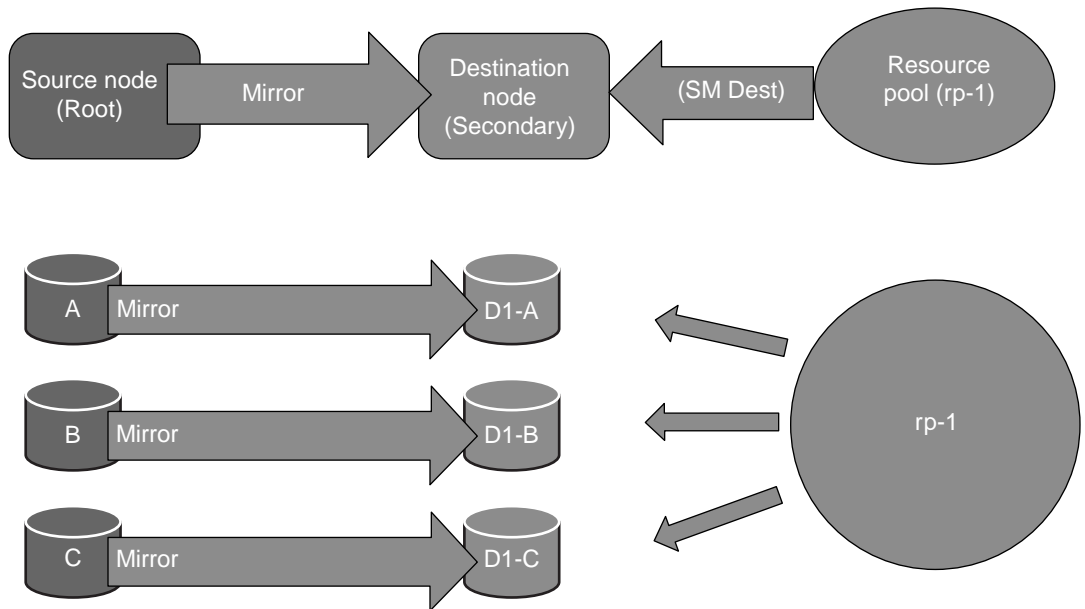 Source node
(Root)
Mirror
Destination
node
(Secondary)
(SM Dest)
Resource
pool (rp-1)
A
Mirror
D1-A
B
Mirror
D1-B
rp-1
C
Mirror
D1-C